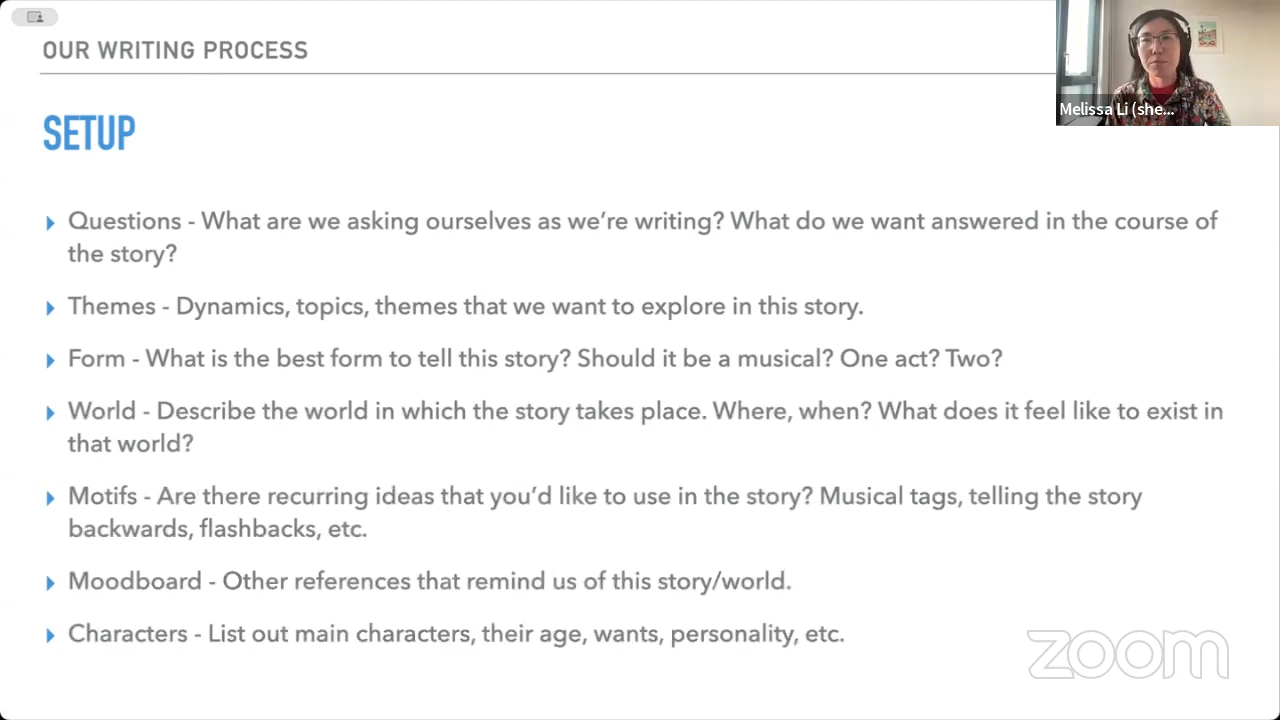 OUR WRITING PROCESS
Melissa Li (she...
SETUP
Questions - What are we asking ourselves as we're writing? What do we want answered in the course of
the story?
Themes - Dynamics, topics, themes that we want to explore in this story.
Form - What is the best form to tell this story? Should it be a musical? One act? Two?
World - Describe the world in which the story takes place. Where, when? What does it feel like to exist in
that world?
Motifs - Are there recurring ideas that you'd like to use in the story? Musical tags, telling the story
backwards, flashbacks, etc.
Moodboard - Other references that remind us of this story/world.
Characters - List out main characters, their age, wants, personality, etc.
zoom